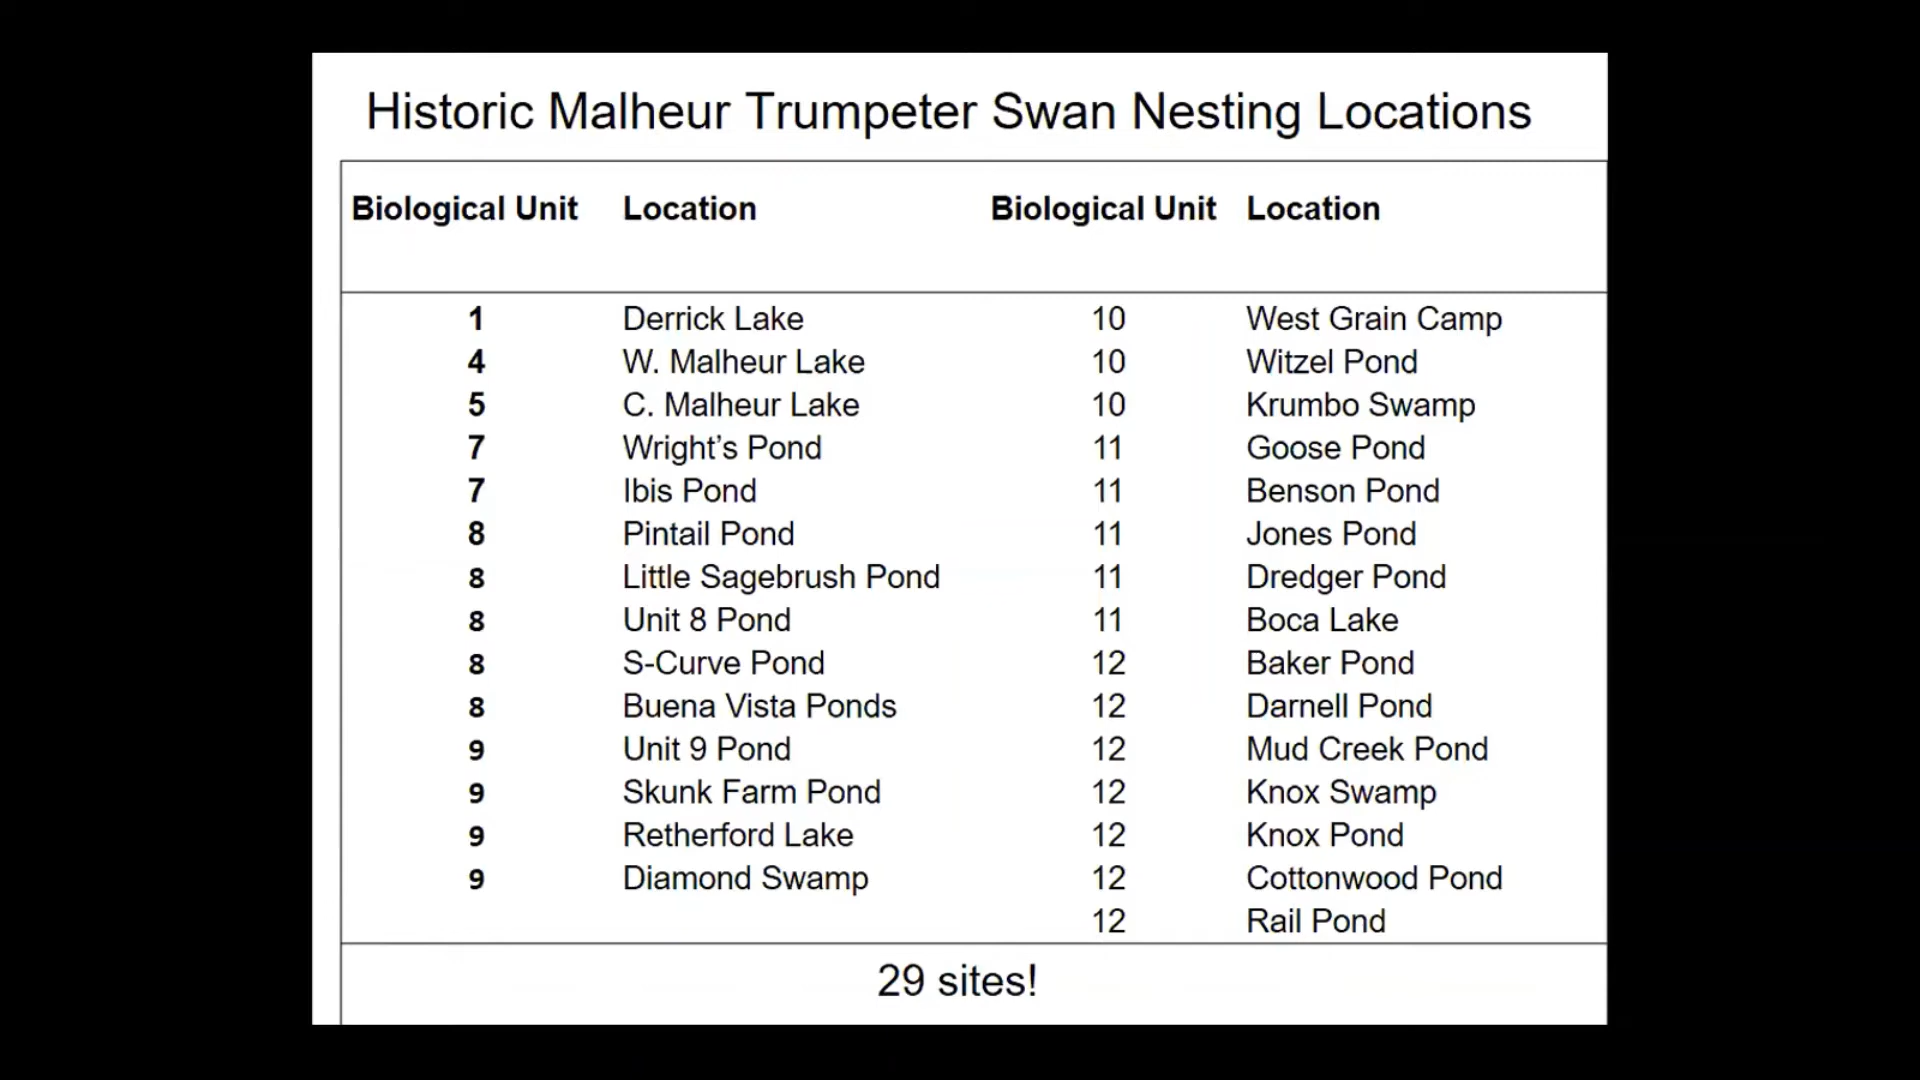 Historic Malheur Trumpeter Swan Nesting Locations
Biological Unit Location Biological Unit Location
1 Derrick Lake 10 West Grain Camp
4 W. Malheur Lake 10 Witzel Pond
5 C. Malheur Lake 10 Krumbo Swamp
7 Wright’s Pond 11 Goose Pond
7 Ibis Pond 11 Benson Pond
8 Pintail Pond 11 Jones Pond
8 Little Sagebrush Pond 11 Dredger Pond
8 Unit 8 Pond 11 Boca Lake
8 S-Curve Pond 12 Baker Pond
8 Buena Vista Ponds 12 Darnell Pond
9 Unit 9 Pond 12 Mud Creek Pond
9 Skunk Farm Pond 12 Knox Swamp
9 Retherford Lake 12 Knox Pond
9 Diamond Swamp 12 Cottonwood Pond
12 Rail Pond
29 sites!